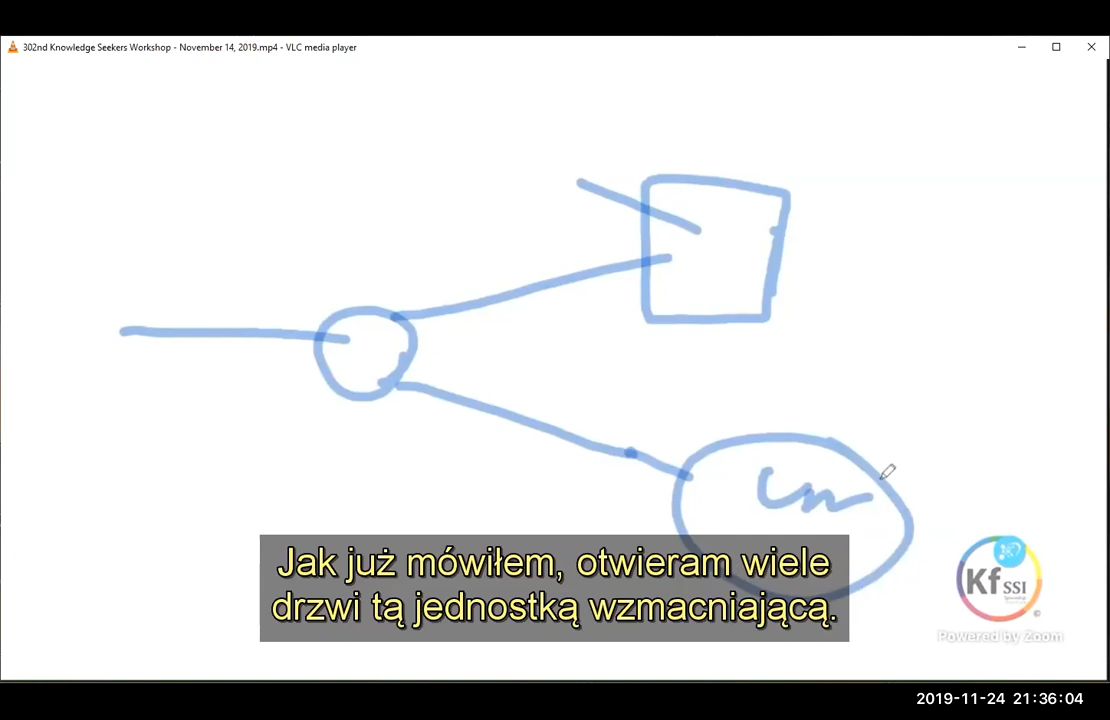 302nd Knowledge Seekers Workshop - November 14, 2019.mp4 - VLC media player
Jak już mówiłem, otwieram wiele
drzwi tą jednostką wzmacniającą.
Kf SSI
©
Powered by Zoom
2019-11-24 21:36:04